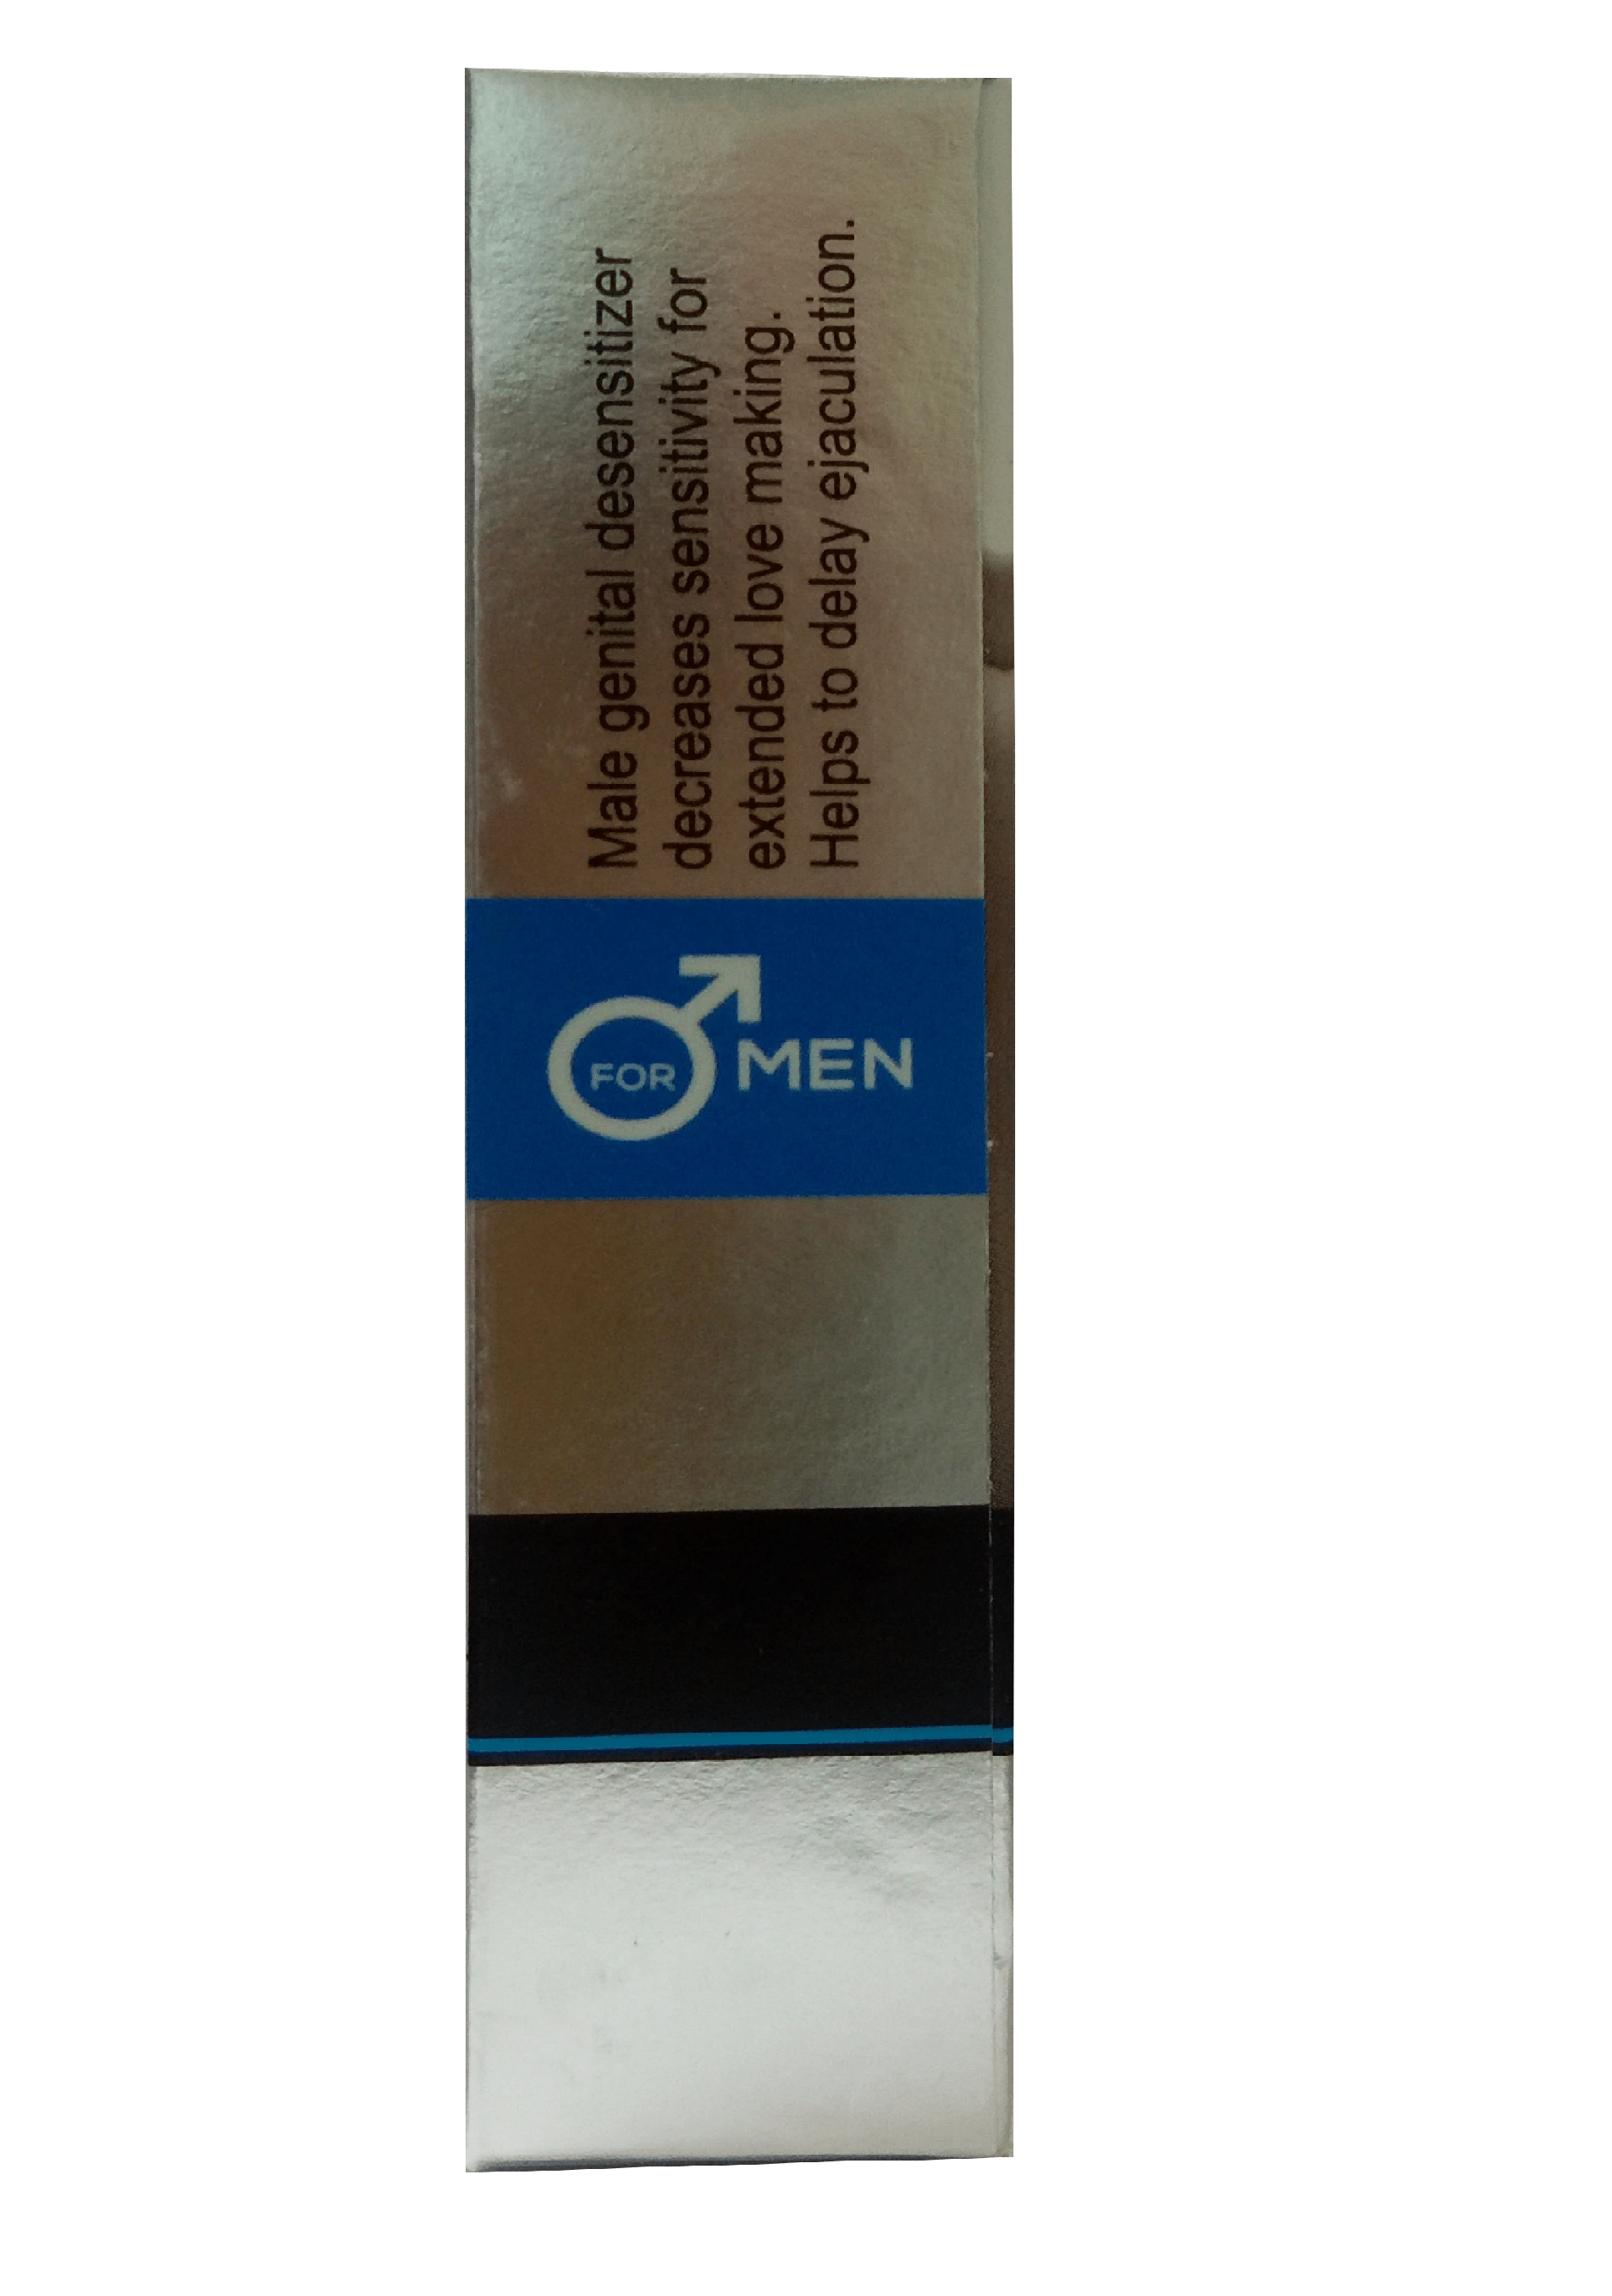 Male genital desensitizer
decreases sensitivity for
extended love making.
Helps to delay ejaculation.
FOR MEN